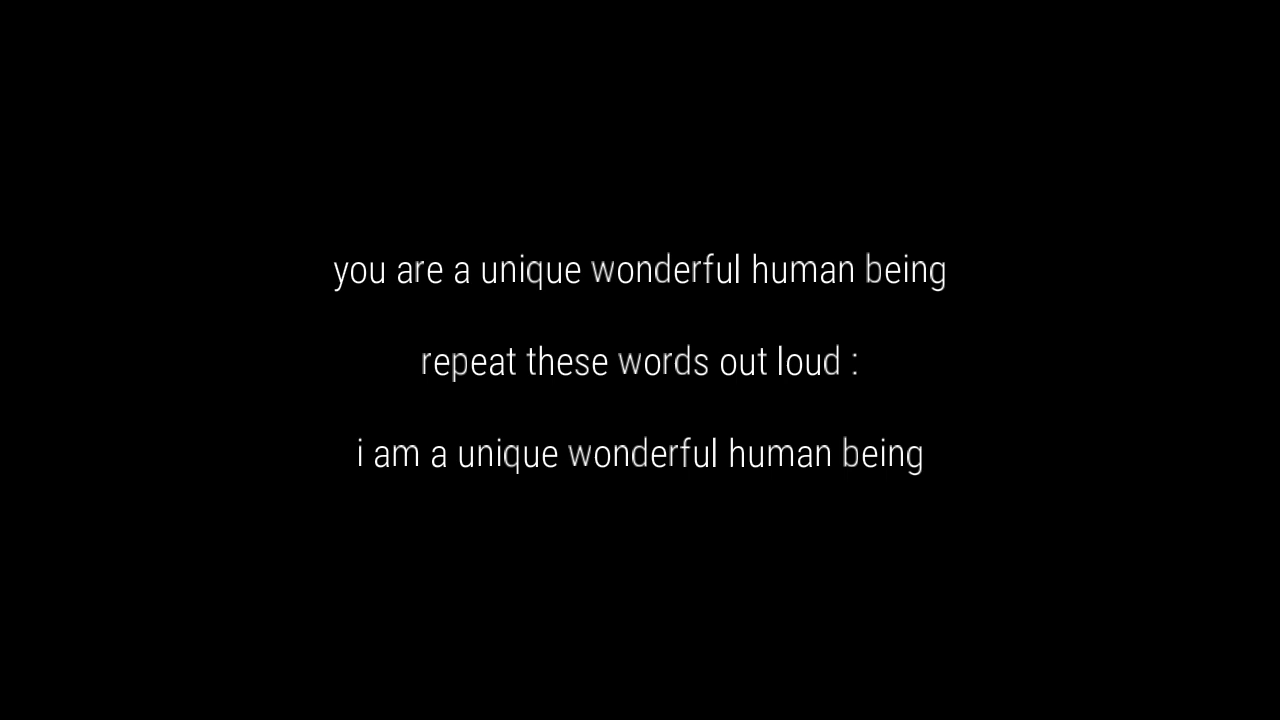 you are a unique wonderful human being
repeat these words out loud :
i am a unique wonderful human being